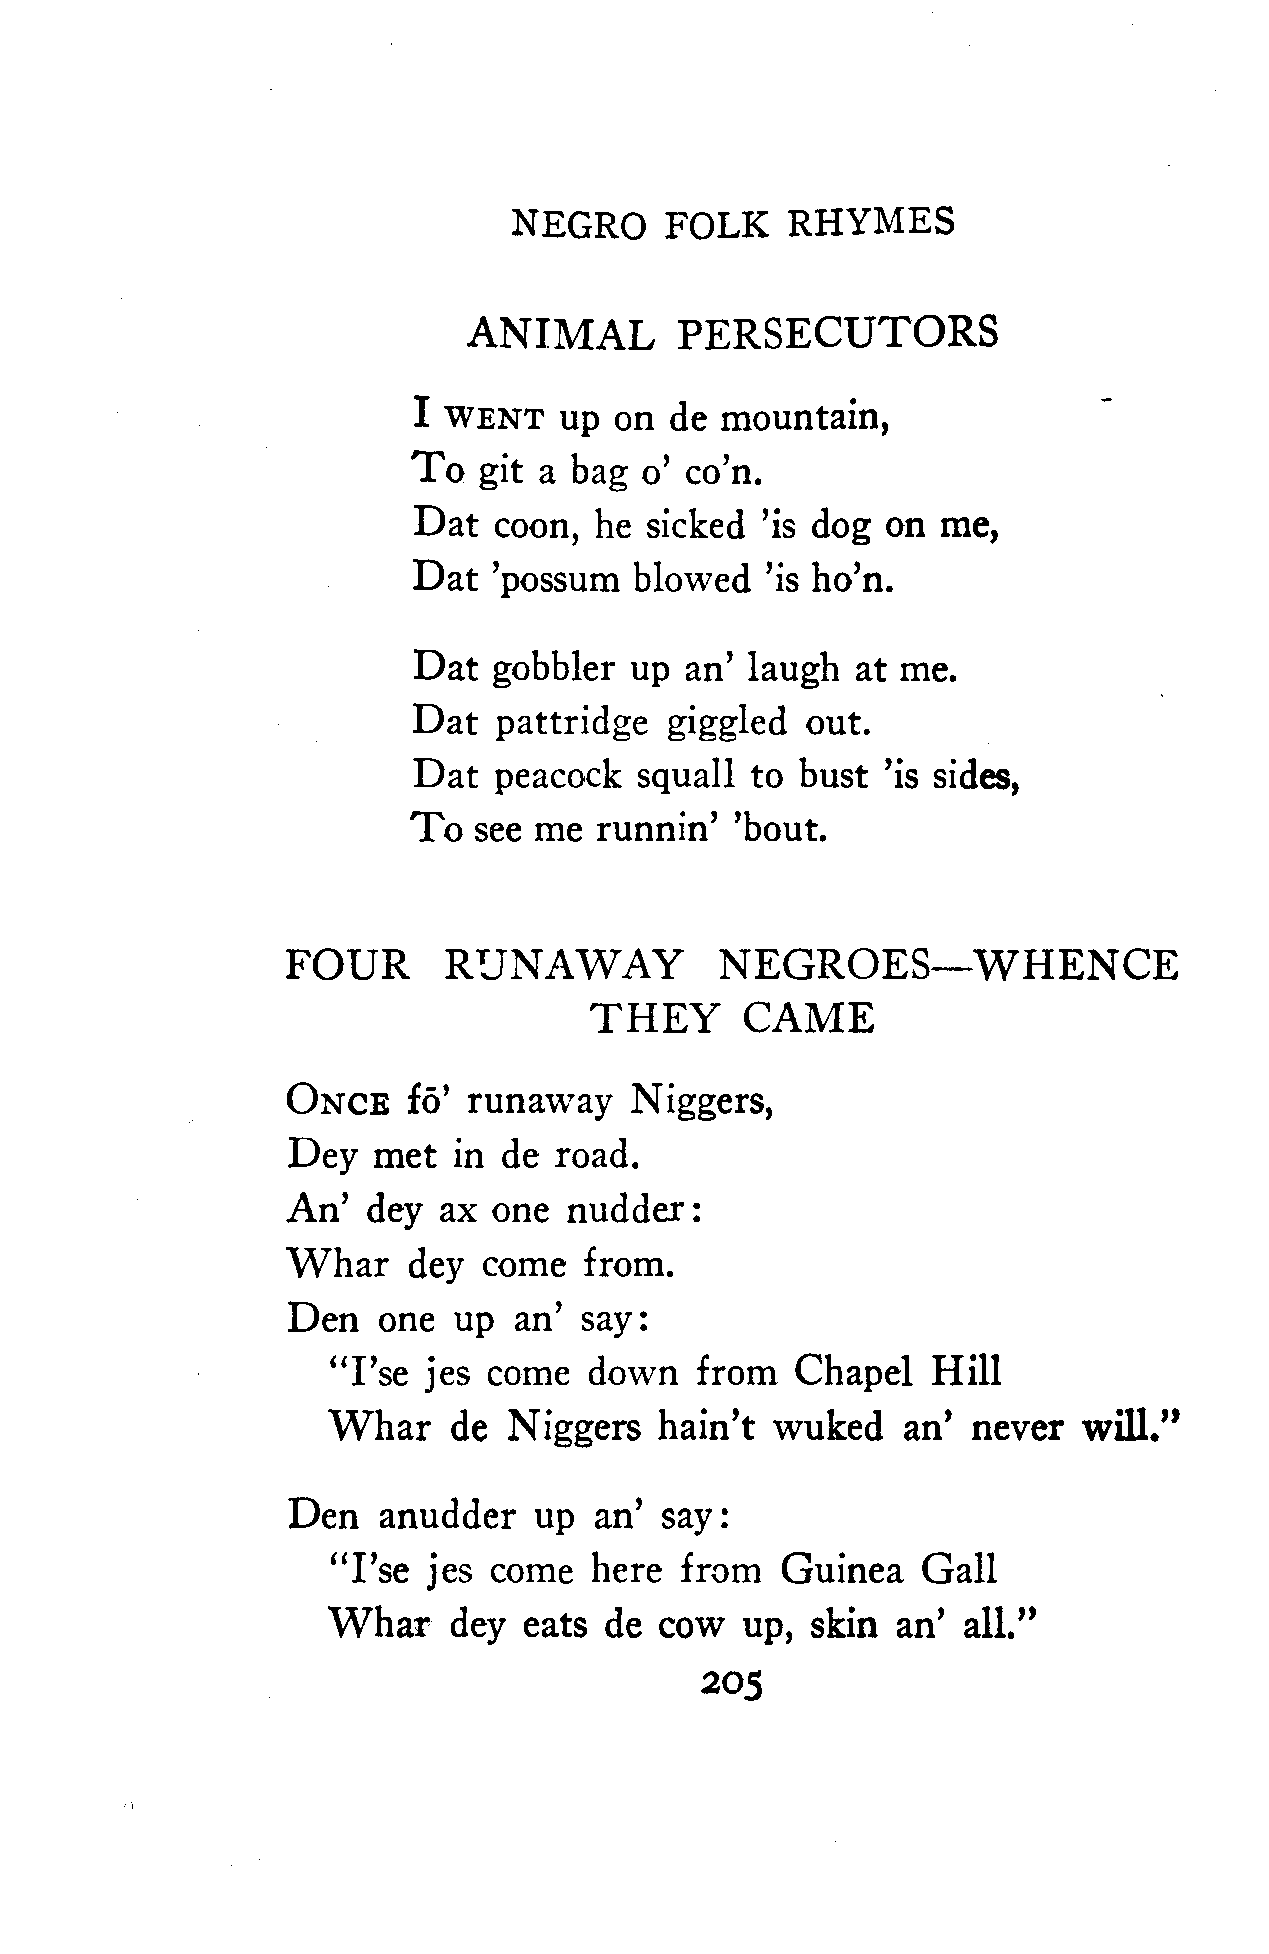 NEGRO FOLK RHYMES
ANIMAL PERSECUTORS
I WENT up on de mountain,
To git a bag o' co'n.
Dat coon, he sicked 'is dog on me,
Dat 'possum blowed 'is ho'n.
Dat gobbler up an' laugh at me.
Dat pattridge giggled out.
Dat peacock squall to bust 'is sides,
To see me runnin' 'bout.
FOUR RUNAWAY NEGROES—WHENCE
THEY CAME
ONCE fō' runaway Niggers,
Dey met in de road.
An' dey ax one nudder:
Whar dey come from.
Den one up an' say:
"I'se jes come down from Chapel Hill
Whar de Niggers hain't wuked an' never will."
Den anudder up an' say:
"I'se jes come here from Guinea Gall
Whar dey eats de cow up, skin an' all."
205